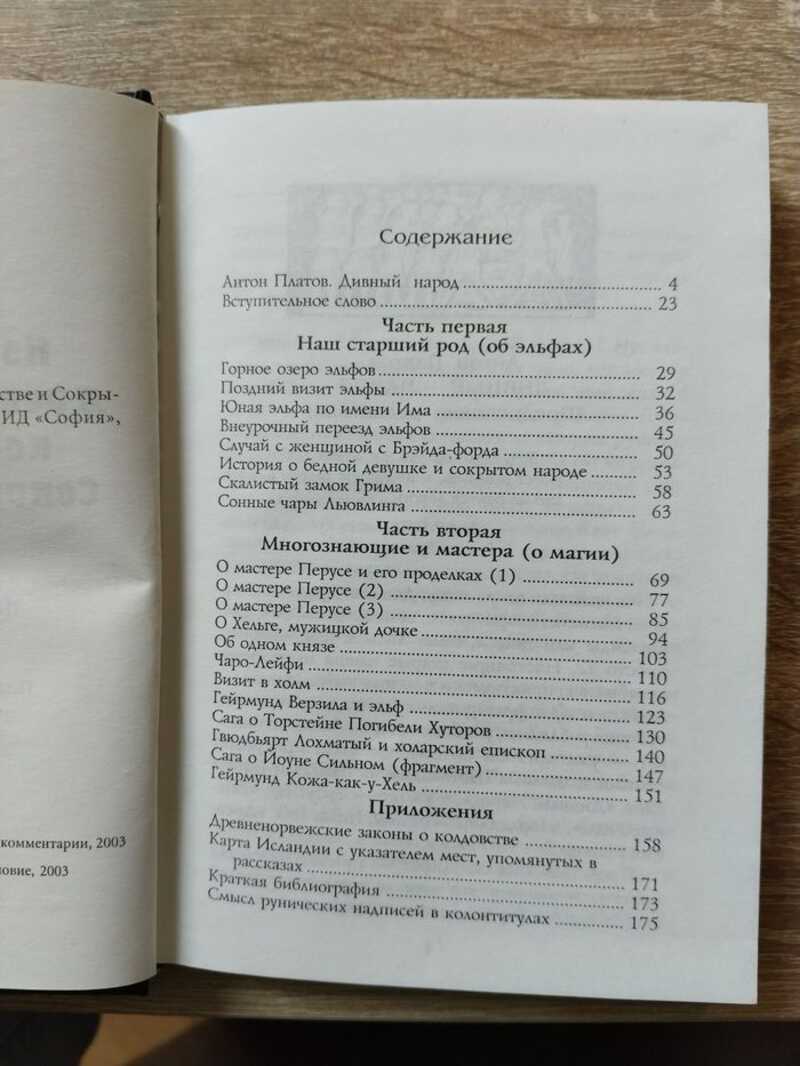 стве и Сокры-
ИД «София»,
комментарии, 2003
овие, 2003
Содержание
Антон Платов. Дивный народ 4
Вступительное слово 23
Часть первая
Наш старший род (об эльфах)
Горное озеро эльфов 29
Поздний визит эльфы 32
Юная эльфа по имени Има 36
Внеурочный переезд эльфов 45
Случай с женщиной с Брэйда-форда 50
История о бедной девушке и сокрытом народе 53
Скалистый замок Грима 58
Сонные чары Льовлинга 63
Часть вторая
Многознающие и мастера (о магии)
О мастере Перусе и его проделках (1) 69
О мастере Перусе (2) 77
О мастере Перусе (3) 85
О Хельге, мужицкой дочке 94
Об одном князе 103
Чаро-Лейфи 110
Визит в холм 116
Гейрмунд Верзила и эльф 123
Сага о Торстейне Погибели Хуторов 130
Гвюдбьярт Лохматый и холарский епископ 140
Сага о Йоуне Сильном (фрагмент) 147
Гейрмунд Кожа-как-у-Хель 151
Приложения
Древненорвежские законы о колдовстве 158
Карта Исландии с указателем мест, упомянутых в
рассказах 171
Краткая библиография 173
Смысл рунических надписей в колонтитулах 175